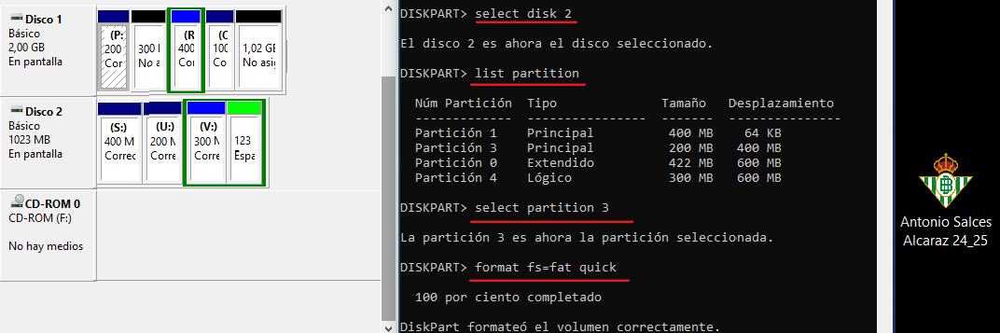 Disco 1
Básico
2,00 GB
En pantalla
(P:
200
Cor
300 I
No a
(R
400
Coı
(C
10(
Coı
1,02 GE
No asi
Disco 2
Básico
1023 MB
En pantalla
(S:)
400 M
Correc
(U:)
200 N
Correc
(V:)
300 N
Corre
123
Espa
CD-ROM 0
CD-ROM (F:)
No hay medios
DISKPART> select disk 2
El disco 2 es ahora el disco seleccionado.
DISKPART> list partition
Núm Partición  Tipo              Tamaño   Desplazamiento
-------------  ----------------  -------  ---------------
Partición 1    Principal          400 MB    64 KB
Partición 3    Principal          200 MB   400 MB
Partición 0    Extendido          422 MB   600 MB
Partición 4    Lógico             300 MB   600 MB
DISKPART> select partition 3
La partición 3 es ahora la partición seleccionada.
DISKPART> format fs=fat quick
100 por ciento completado
DiskPart formateó el volumen correctamente.
Antonio Salces
Alcaraz 24_25